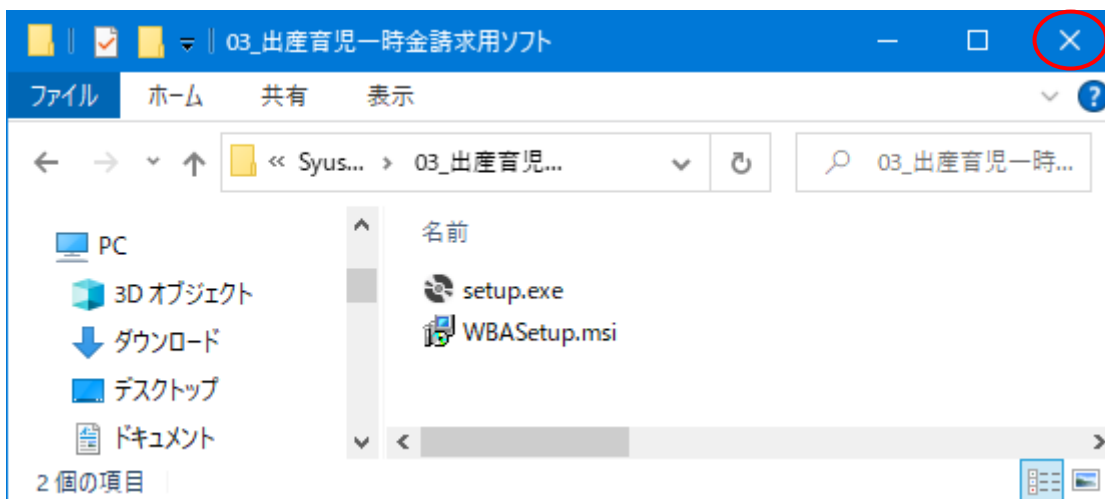 03_出産育児一時金請求用ソフト
ファイル ホーム 共有 表示 ?
« Syus... › 03_出産育児... 03_出産育児一時...
名前
PC
3D オブジェクト
setup.exe
ダウンロード
WBASetup.msi
デスクトップ
ドキュメント
2 個の項目